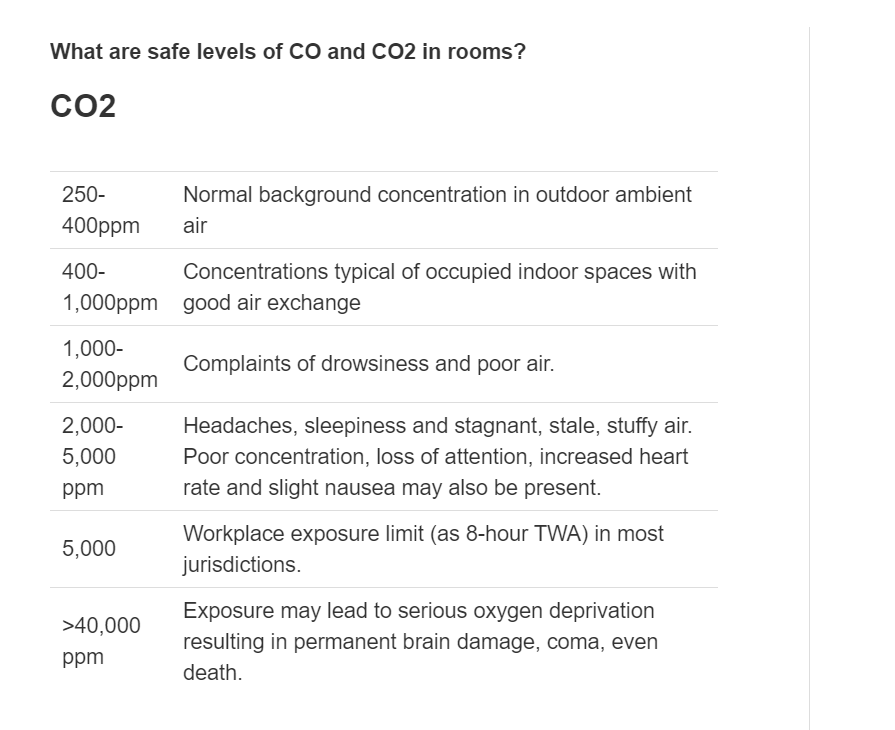 What are safe levels of CO and CO2 in rooms?
CO2
250-
400ppm
Normal background concentration in outdoor ambient
air
400-
1,000ppm
Concentrations typical of occupied indoor spaces with
good air exchange
1,000-
2,000ppm
Complaints of drowsiness and poor air.
2,000-
5,000
ppm
Headaches, sleepiness and stagnant, stale, stuffy air.
Poor concentration, loss of attention, increased heart
rate and slight nausea may also be present.
5,000
Workplace exposure limit (as 8-hour TWA) in most
jurisdictions.
>40,000
ppm
Exposure may lead to serious oxygen deprivation
resulting in permanent brain damage, coma, even
death.